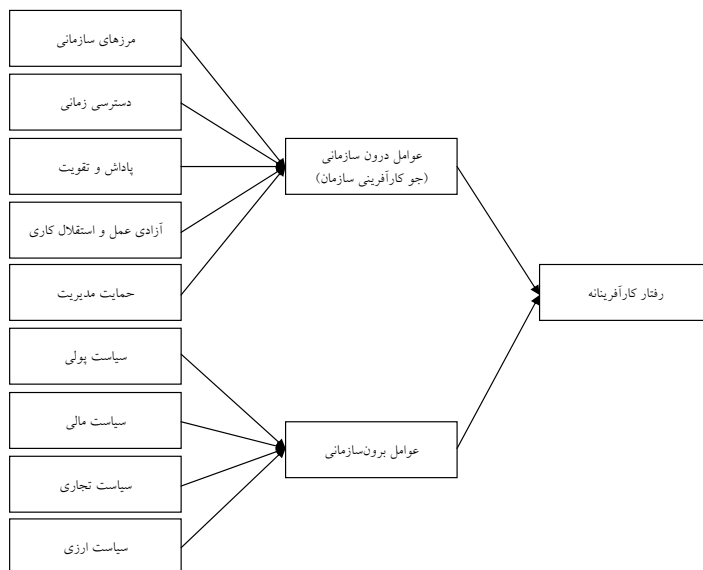 مرزهای سازمانی
دسترسی زمانی
پاداش و تقویت
آزادی عمل و استقلال کاری
حمایت مدیریت
سیاست پولی
سیاست مالی
سیاست تجاری
سیاست ارزی
عوامل درون سازمانی
(جو کارآفرینی سازمان)
عوامل برون‌سازمانی
رفتار کارآفرینانه